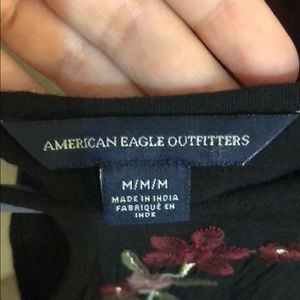 AMERICAN EAGLE OUTFITTERS
M/M/M
MADE IN INDIA
FABRIQUÉ EN
INDE